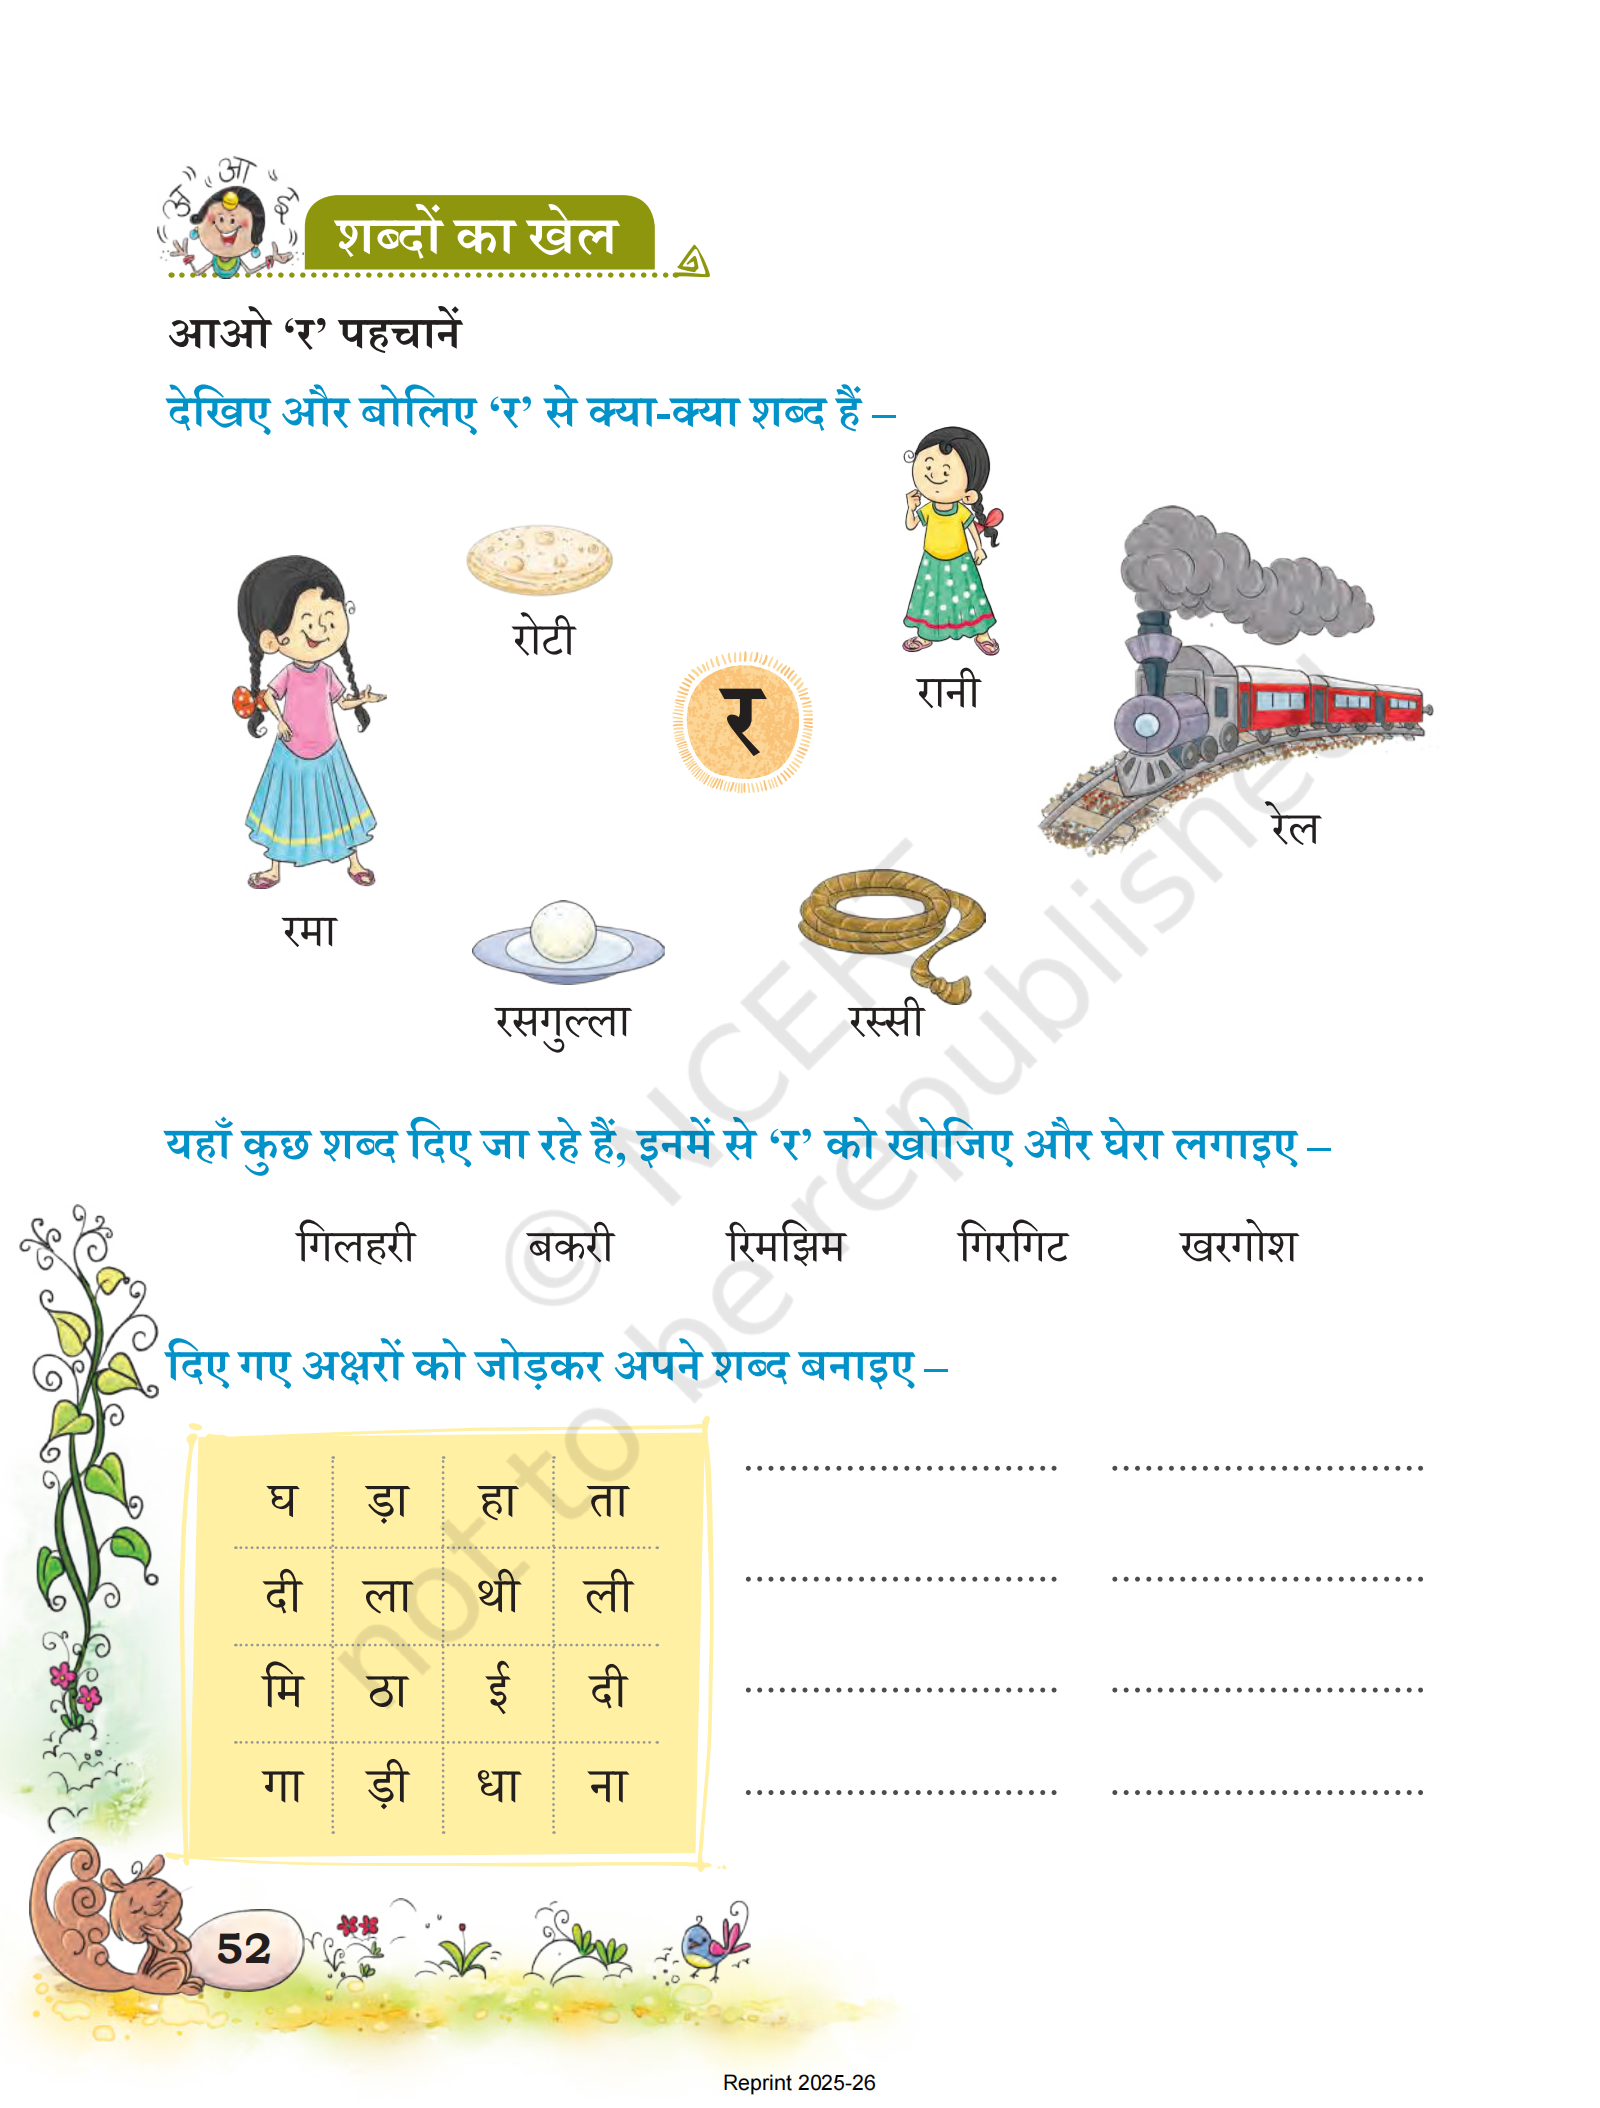 अ आ इ
शब्दों का खेल
आओ ‘र’ पहचानें
देखिए और बोलिए ‘र’ से क्या-क्या शब्द हैं –
रोटी
रानी
र
रेल
रमा
रसगुल्ला
रस्सी
यहाँ कुछ शब्द दिए जा रहे हैं, इनमें से ‘र’ को खोजिए और घेरा लगाइए –
गिलहरी बकरी रिमझिम गिरगिट खरगोश
दिए गए अक्षरों को जोड़कर अपने शब्द बनाइए –
घ ड़ा हा ता
दी ला थी ली
मि ठा ई दी
गा ड़ी धा ना
52
© NCERT
not to be republished
Reprint 2025-26